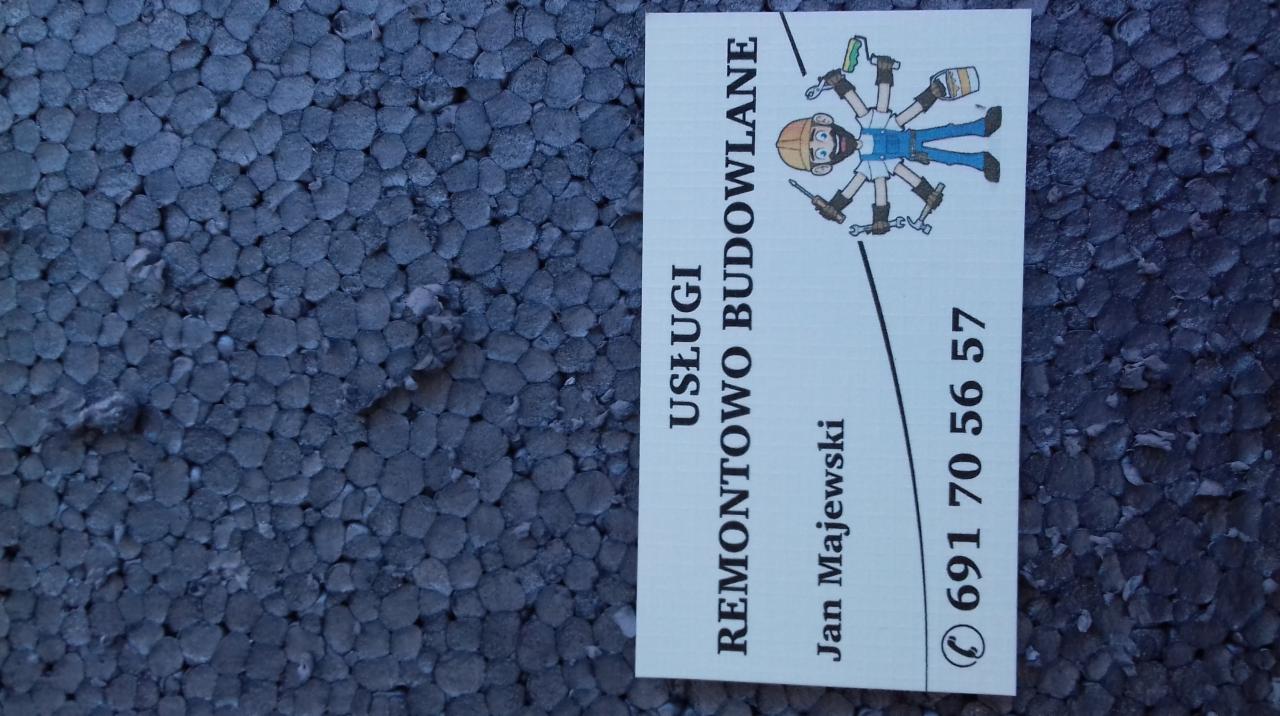 USŁUGI
REMONTOWO BUDOWLANE
Jan Majewski
691 70 56 57